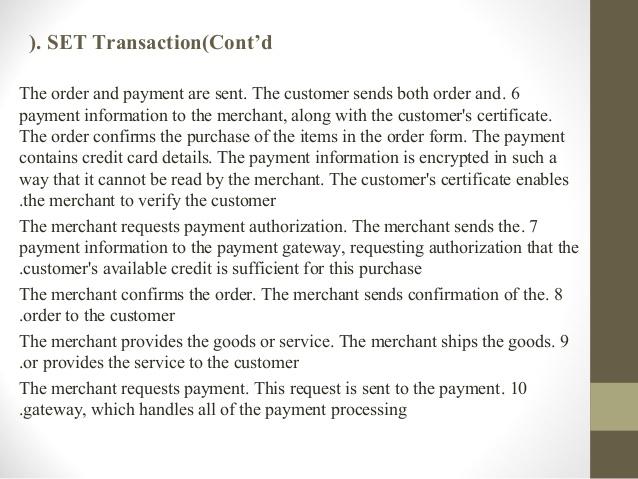 ). SET Transaction(Cont’d
The order and payment are sent. The customer sends both order and. 6
payment information to the merchant, along with the customer's certificate.
The order confirms the purchase of the items in the order form. The payment
contains credit card details. The payment information is encrypted in such a
way that it cannot be read by the merchant. The customer's certificate enables
.the merchant to verify the customer
The merchant requests payment authorization. The merchant sends the. 7
payment information to the payment gateway, requesting authorization that the
.customer's available credit is sufficient for this purchase
The merchant confirms the order. The merchant sends confirmation of the. 8
.order to the customer
The merchant provides the goods or service. The merchant ships the goods. 9
.or provides the service to the customer
The merchant requests payment. This request is sent to the payment. 10
.gateway, which handles all of the payment processing